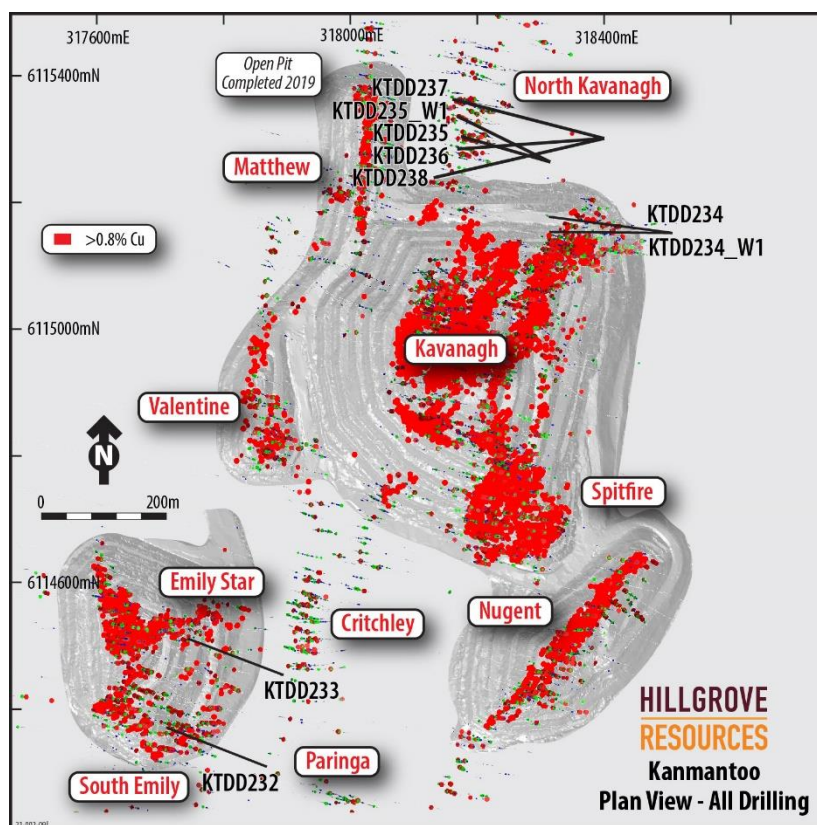 317600mE
318000mE
318400mE
6115400mN
Open Pit
Completed 2019
KTDD237
KTDD235_W1
KTDD235
KTDD236
KTDD238
North Kavanagh
Matthew
KTDD234
KTDD234_W1
>0.8% Cu
6115000mN
Kavanagh
Valentine
N
0
200m
Spitfire
6114600mN
Emily Star
Critchley
Nugent
KTDD233
HILLGROVE
RESOURCES
Paringa
South Emily
KTDD232
Kanmantoo
Plan View - All Drilling